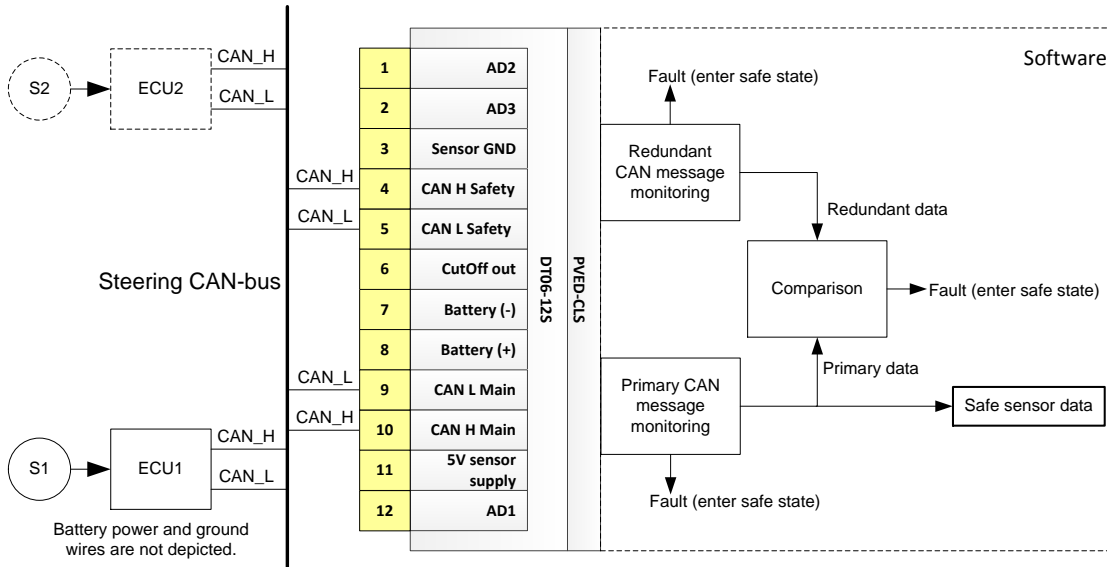 S2
ECU2
CAN_H
CAN_L
Steering CAN-bus
S1
ECU1
CAN_H
CAN_L
Battery power and ground
wires are not depicted.
CAN_H
CAN_L
CAN_L
CAN_H
1 AD2
2 AD3
3 Sensor GND
4 CAN H Safety
5 CAN L Safety
6 CutOff out
7 Battery (-)
8 Battery (+)
9 CAN L Main
10 CAN H Main
11 5V sensor
supply
12 AD1
DT06-12S
PVED-CLS
Software
Fault (enter safe state)
Redundant
CAN message
monitoring
Redundant data
Comparison
Fault (enter safe state)
Primary data
Primary CAN
message
monitoring
Safe sensor data
Fault (enter safe state)